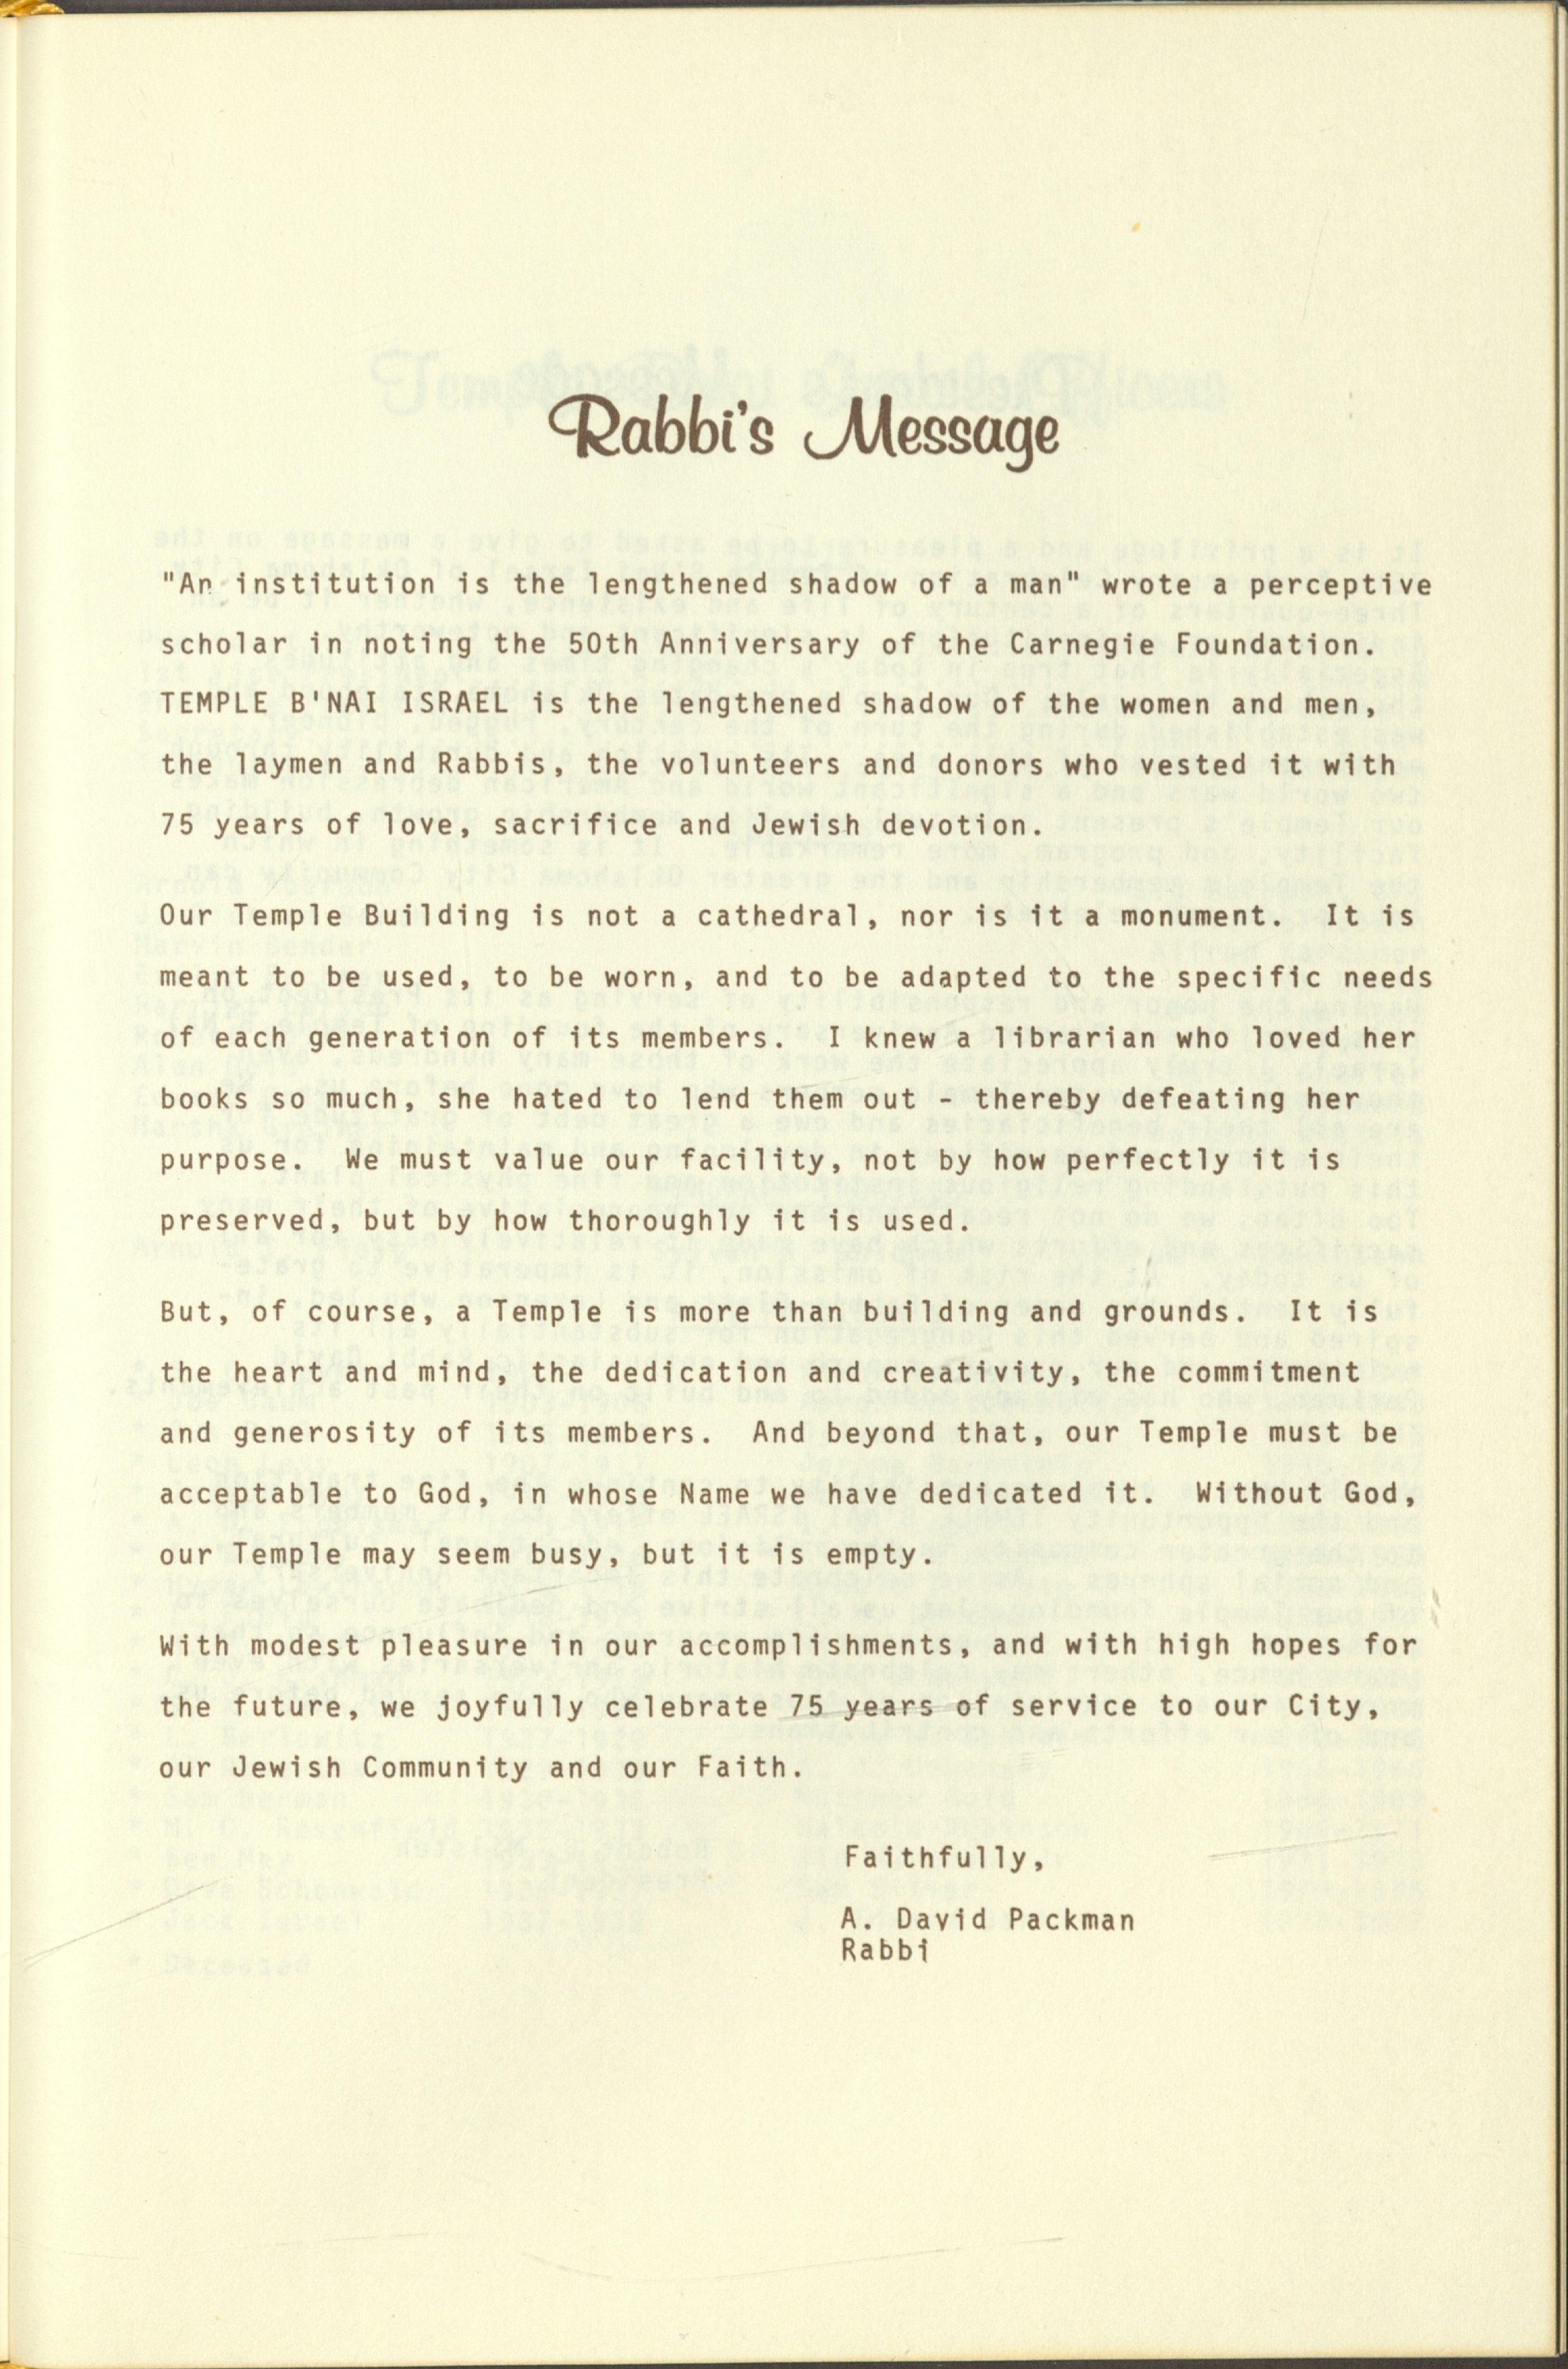 Rabbi's Message
"An institution is the lengthened shadow of a man" wrote a perceptive
scholar in noting the 50th Anniversary of the Carnegie Foundation.
TEMPLE B'NAI ISRAEL is the lengthened shadow of the women and men,
the laymen and Rabbis, the volunteers and donors who vested it with
75 years of love, sacrifice and Jewish devotion.
Our Temple Building is not a cathedral, nor is it a monument. It is
meant to be used, to be worn, and to be adapted to the specific needs
of each generation of its members. I knew a librarian who loved her
books so much, she hated to lend them out - thereby defeating her
purpose. We must value our facility, not by how perfectly it is
preserved, but by how thoroughly it is used.
But, of course, a Temple is more than building and grounds. It is
the heart and mind, the dedication and creativity, the commitment
and generosity of its members. And beyond that, our Temple must be
acceptable to God, in whose Name we have dedicated it. Without God,
our Temple may seem busy, but it is empty.
With modest pleasure in our accomplishments, and with high hopes for
the future, we joyfully celebrate 75 years of service to our City,
our Jewish Community and our Faith.
Faithfully,
A. David Packman
Rabbi